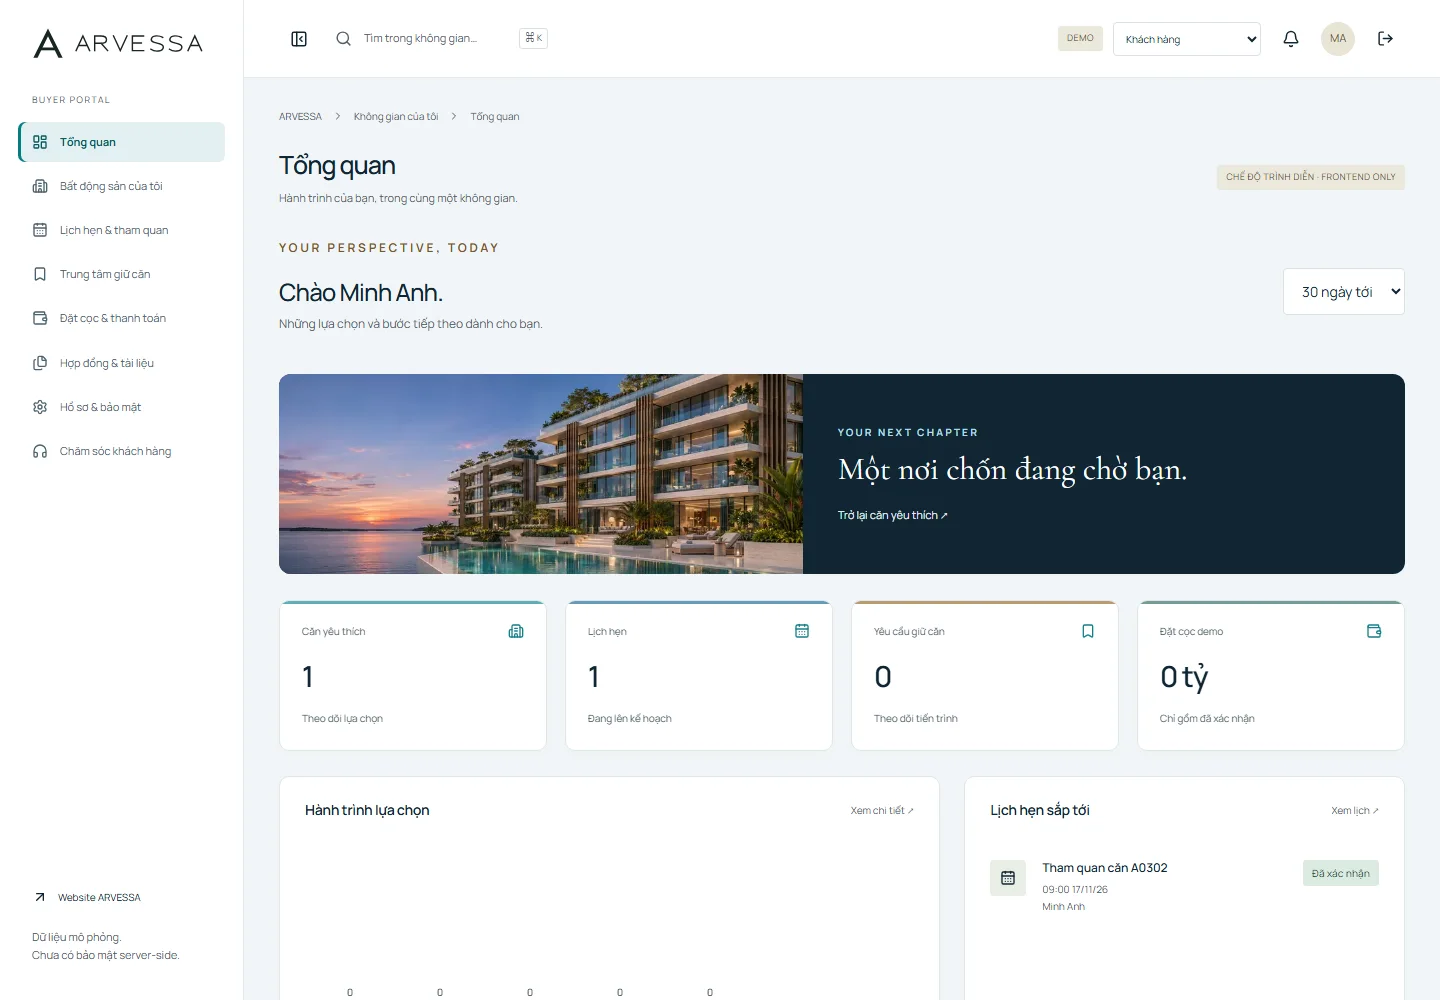 ARVESSA
BUYER PORTAL
Tổng quan
Bất động sản của tôi
Lịch hẹn & tham quan
Trung tâm giữ căn
Đặt cọc & thanh toán
Hợp đồng & tài liệu
Hồ sơ & bảo mật
Chăm sóc khách hàng
Website ARVESSA
Dữ liệu mô phỏng.
Chưa có bảo mật server-side.
Tìm trong không gian...
⌘ K
DEMO
Khách hàng
MA
ARVESSA > Không gian của tôi > Tổng quan
Tổng quan
Hành trình của bạn, trong cùng một không gian.
CHẾ ĐỘ TRÌNH DIỄN · FRONTEND ONLY
YOUR PERSPECTIVE, TODAY
Chào Minh Anh.
Những lựa chọn và bước tiếp theo dành cho bạn.
30 ngày tới
YOUR NEXT CHAPTER
Một nơi chốn đang chờ bạn.
Trở lại căn yêu thích ↗
Căn yêu thích
1
Theo dõi lựa chọn
Lịch hẹn
1
Đang lên kế hoạch
Yêu cầu giữ căn
0
Theo dõi tiến trình
Đặt cọc demo
0 tỷ
Chỉ gồm đã xác nhận
Hành trình lựa chọn
Xem chi tiết ↗
0 0 0 0 0
Lịch hẹn sắp tới
Xem lịch ↗
Tham quan căn A0302
09:00 17/11/26
Minh Anh
Đã xác nhận